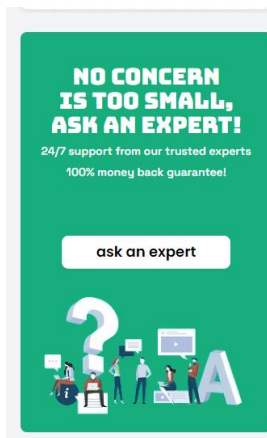 NO CONCERN
IS TOO SMALL,
ASK AN EXPERT!
24/7 support from our trusted experts
100% money back guarantee!
ask an expert
?
i
A